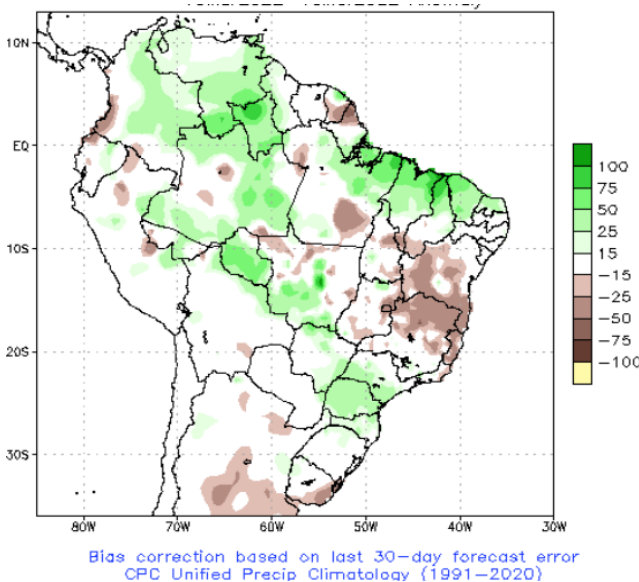 10N
EQ
10S
20S
30S
80W
70W
60W
50W
40W
30W
100
75
50
25
15
-15
-25
-50
-75
-100
Bias correction based on last 30-day forecast error
CPC Unified Precip Climatology (1991-2020)